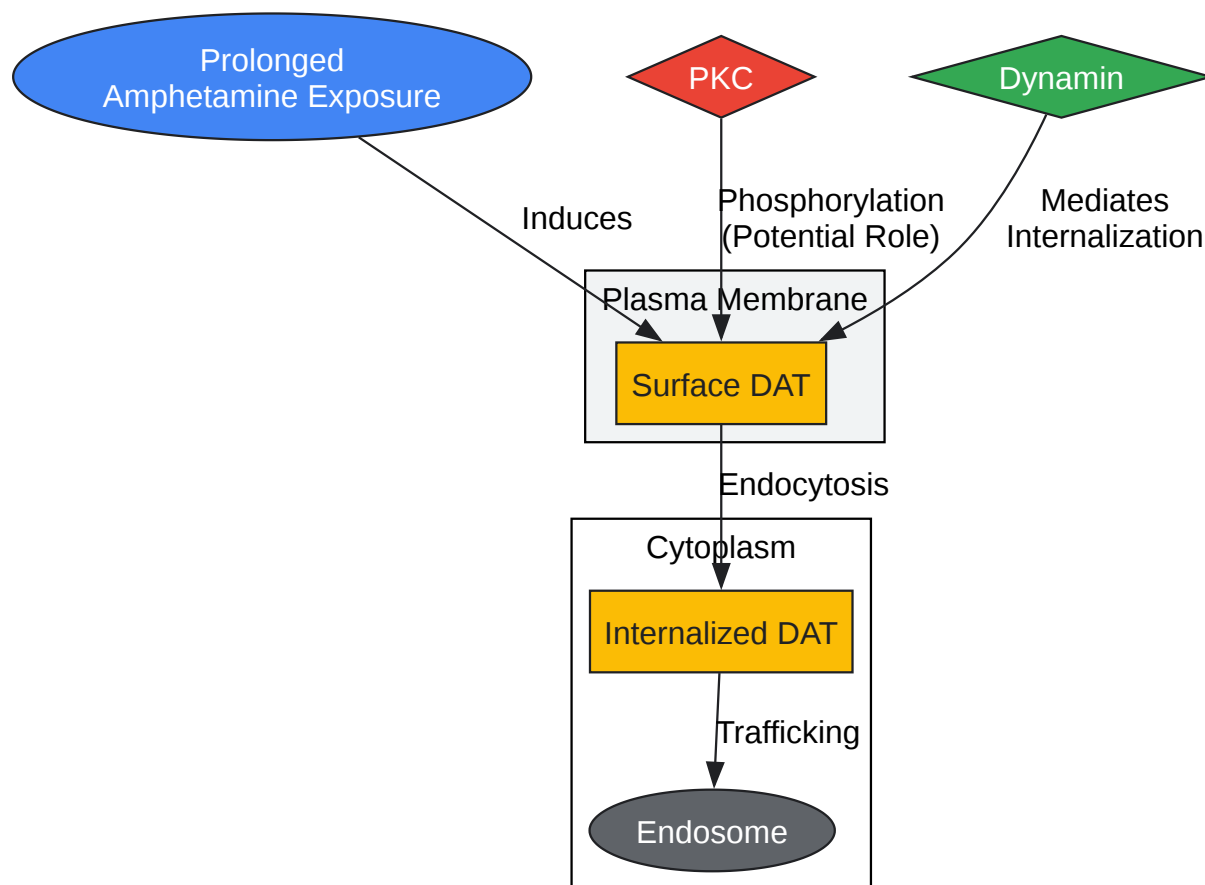 Prolonged
Amphetamine Exposure
PKC
Dynamin
Induces
Phosphorylation
(Potential Role)
Mediates
Internalization
Plasma Membrane
Surface DAT
Endocytosis
Cytoplasm
Internalized DAT
Trafficking
Endosome